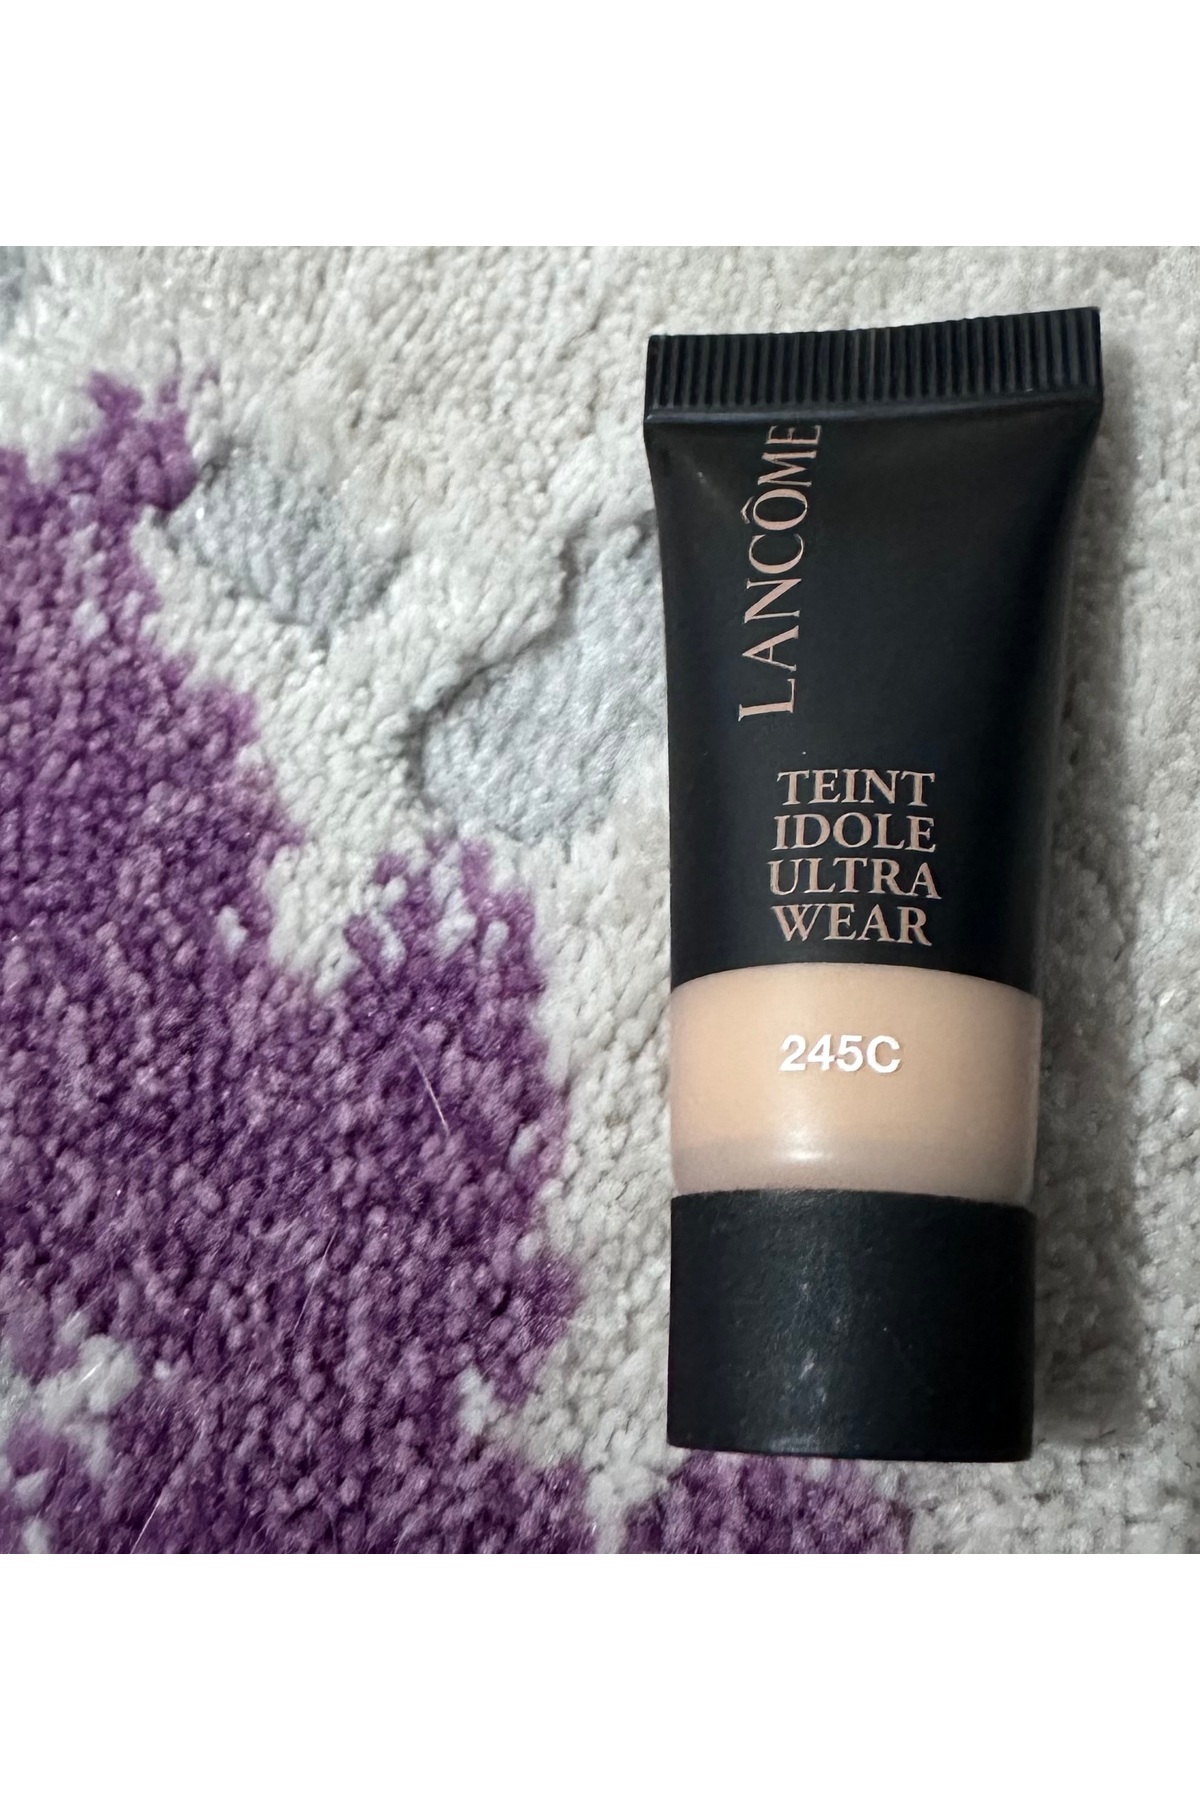 LANCÔME
TEINT
IDOLE
ULTRA
WEAR
245C